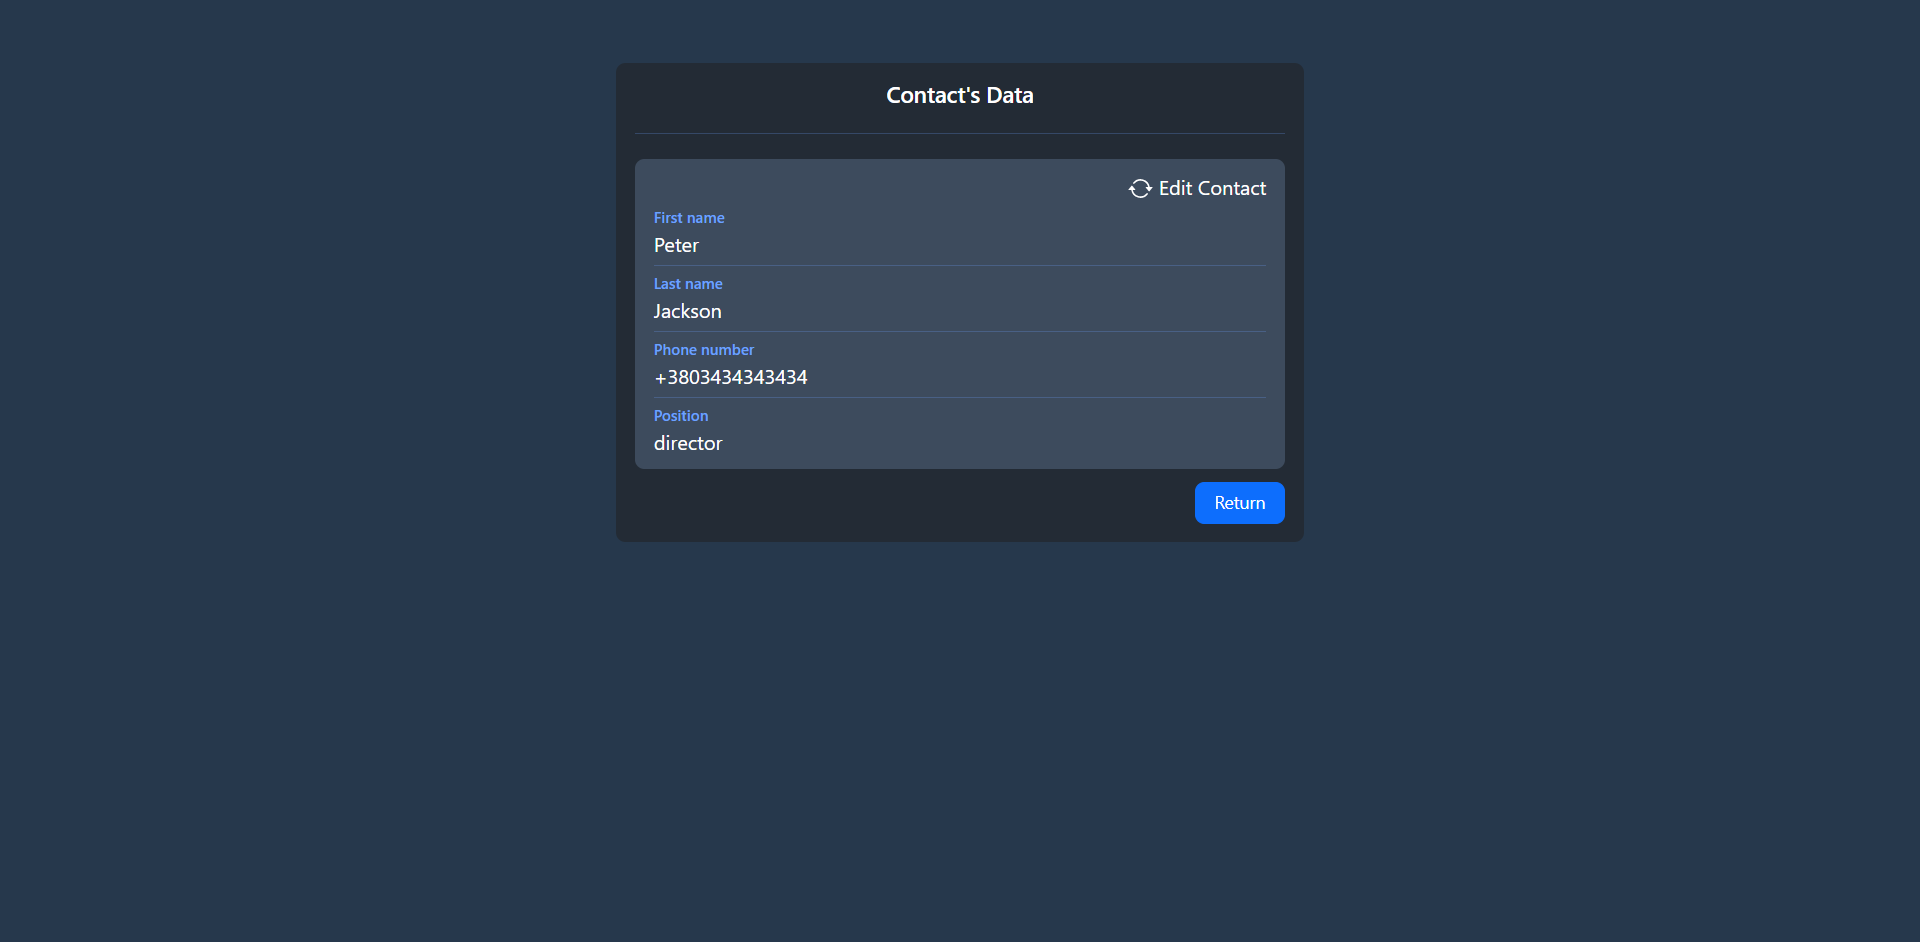 Contact's Data
Edit Contact
First name
Peter
Last name
Jackson
Phone number
+3803434343434
Position
director
Return